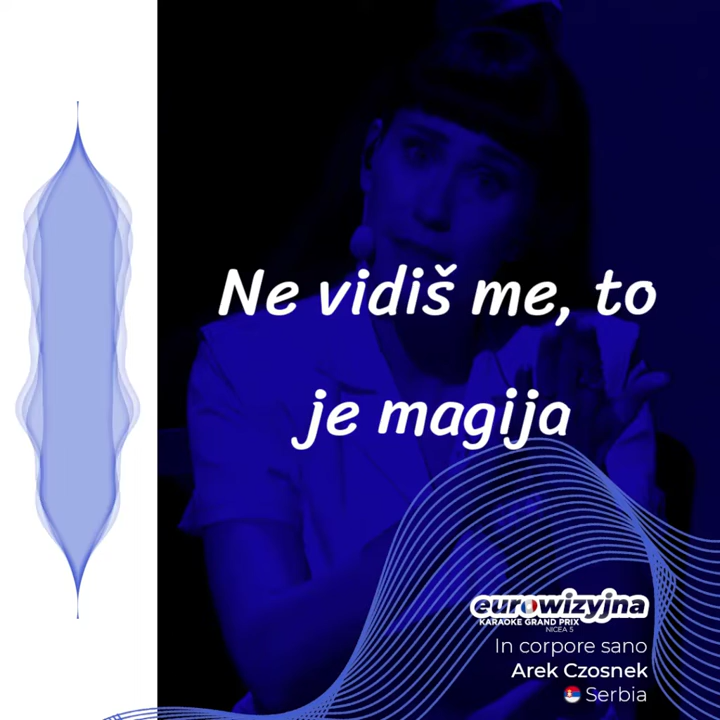 Ne vidiš me, to
je magija
eurowizyjna
KARAOKE GRAND PRIX
NICEA 5
In corpore sano
Arek Czosnek
Serbia